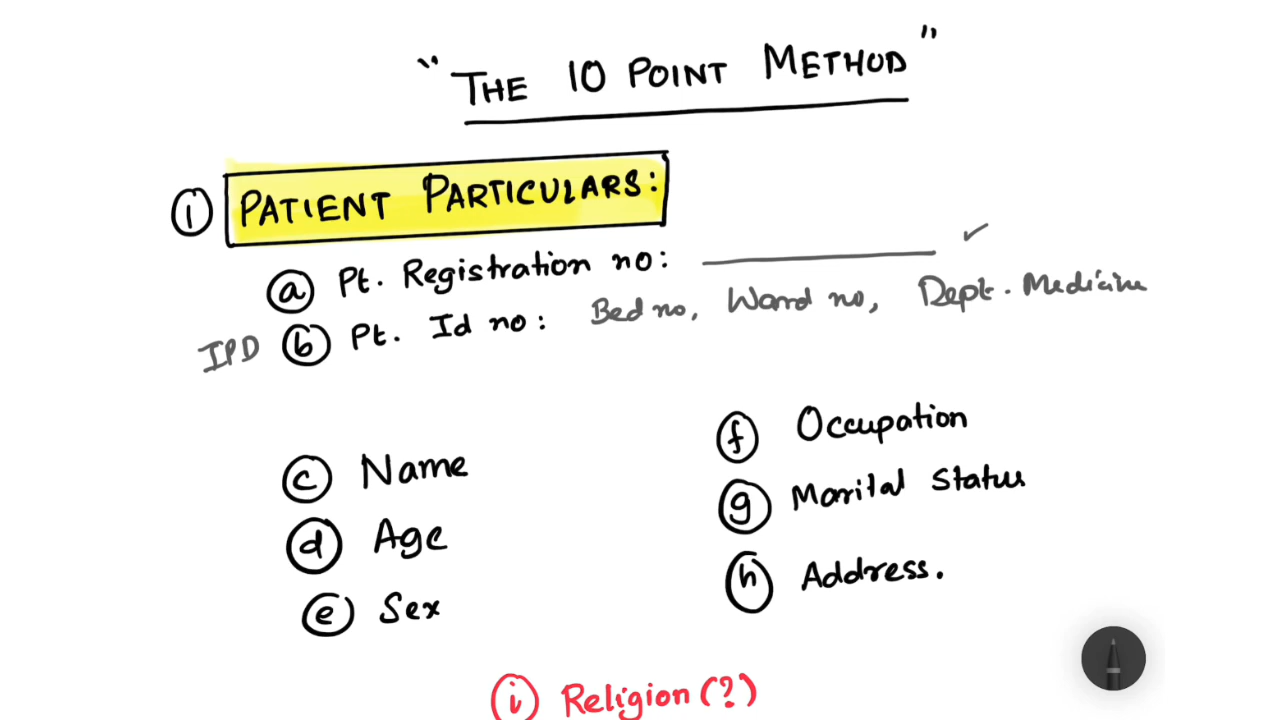 "THE 10 POINT METHOD"
① PATIENT PARTICULARS:
ⓐ Pt. Registration no: ________ ✓
IPD ⓑ Pt. Id no: Bed no, Ward no, Dept. Medicine
ⓒ Name
ⓓ Age
ⓔ Sex
ⓕ Occupation
ⓖ Marital Status
ⓗ Address.
ⓘ Religion (?)